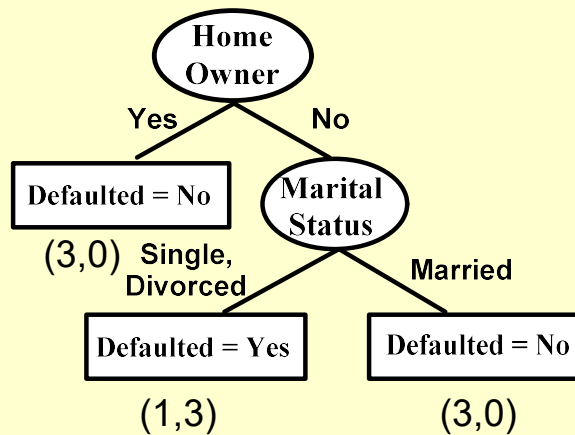 Home
Owner
Yes
No
Defaulted = No
Marital
Status
(3,0)
Single,
Divorced
Married
Defaulted = Yes
Defaulted = No
(1,3)
(3,0)